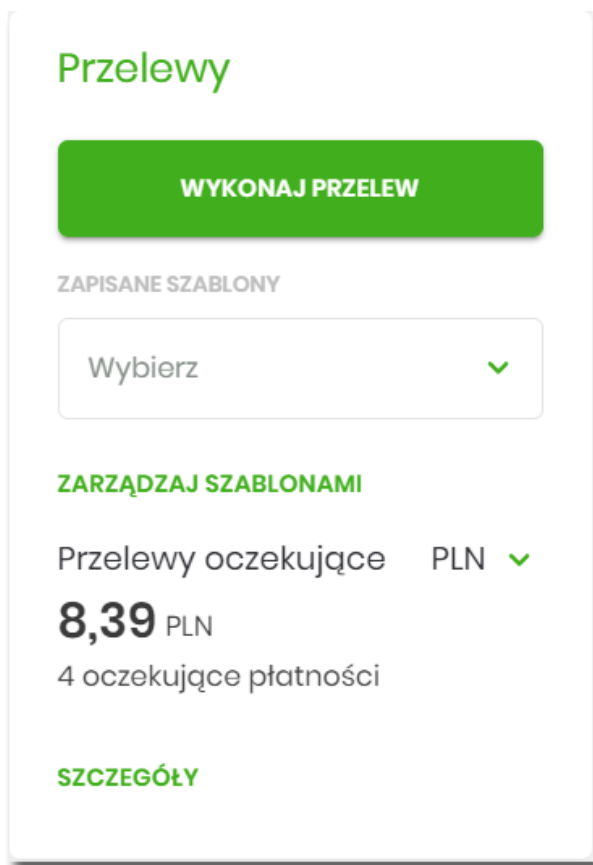 Przelewy
WYKONAJ PRZELEW
ZAPISANE SZABLONY
Wybierz
ZARZĄDZAJ SZABLONAMI
Przelewy oczekujące PLN
8,39 PLN
4 oczekujące płatności
SZCZEGÓŁY